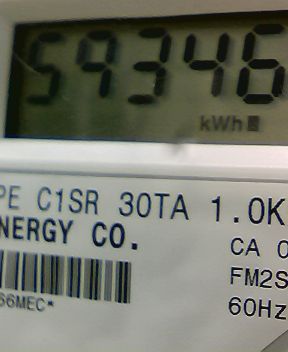 59346
kWh
PE C1SR 30TA 1.0K
NERGY CO.
CA 0
FM2S
66MEC*
60Hz